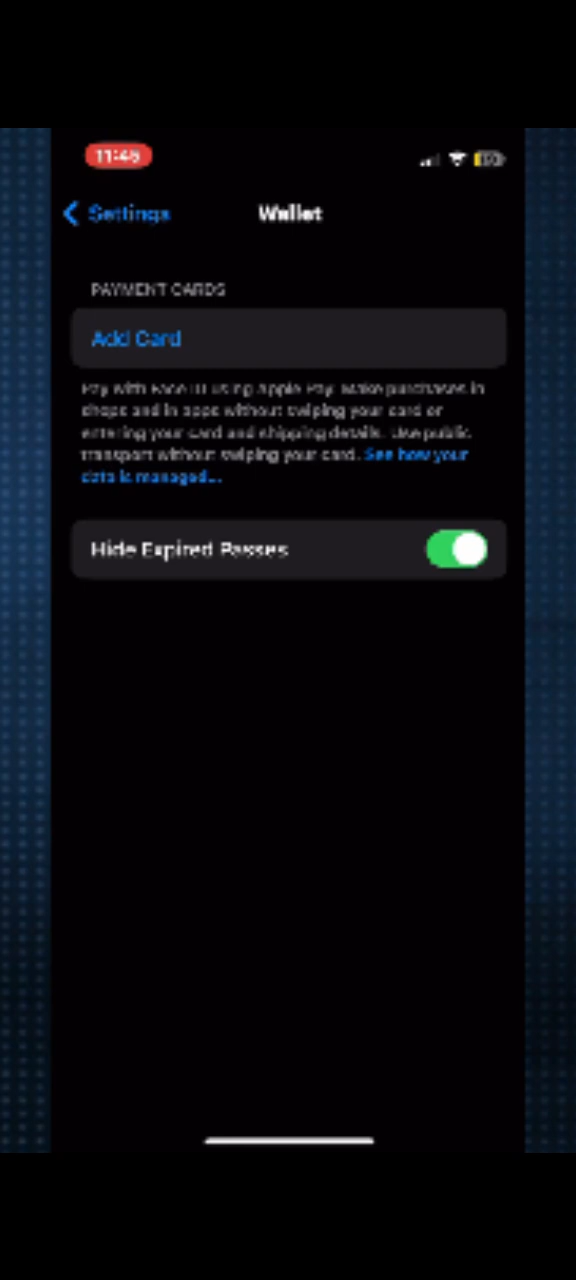 11:46
Settings
Wallet
PAYMENT CARDS
Add Card
Pay with Face ID using Apple Pay. Make purchases in
shops and in apps without swiping your card or
entering your card and shipping details. Use public
transport without swiping your card. See how your
data is managed...
Hide Expired Passes